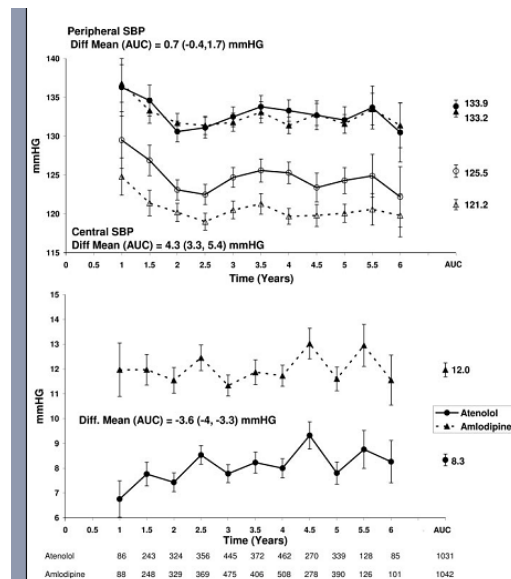 Peripheral SBP
Diff Mean (AUC) = 0.7 (-0.4,1.7) mmHG
140
135
130
125
120
115
mmHG
133.9
133.2
125.5
121.2
Central SBP
Diff Mean (AUC) = 4.3 (3.3, 5.4) mmHG
0 0.5 1 1.5 2 2.5 3 3.5 4 4.5 5 5.5 6 AUC
Time (Years)
15
14
13
12
11
10
9
8
7
6
mmHG
12.0
Diff. Mean (AUC) = -3.6 (-4, -3.3) mmHG
Atenolol
Amlodipine
8.3
0 0.5 1 1.5 2 2.5 3 3.5 4 4.5 5 5.5 6 AUC
Time (Years)
Atenolol 86 243 324 356 445 372 462 270 339 128 85 1031
Amlodipine 88 248 329 369 475 406 508 278 390 126 101 1042